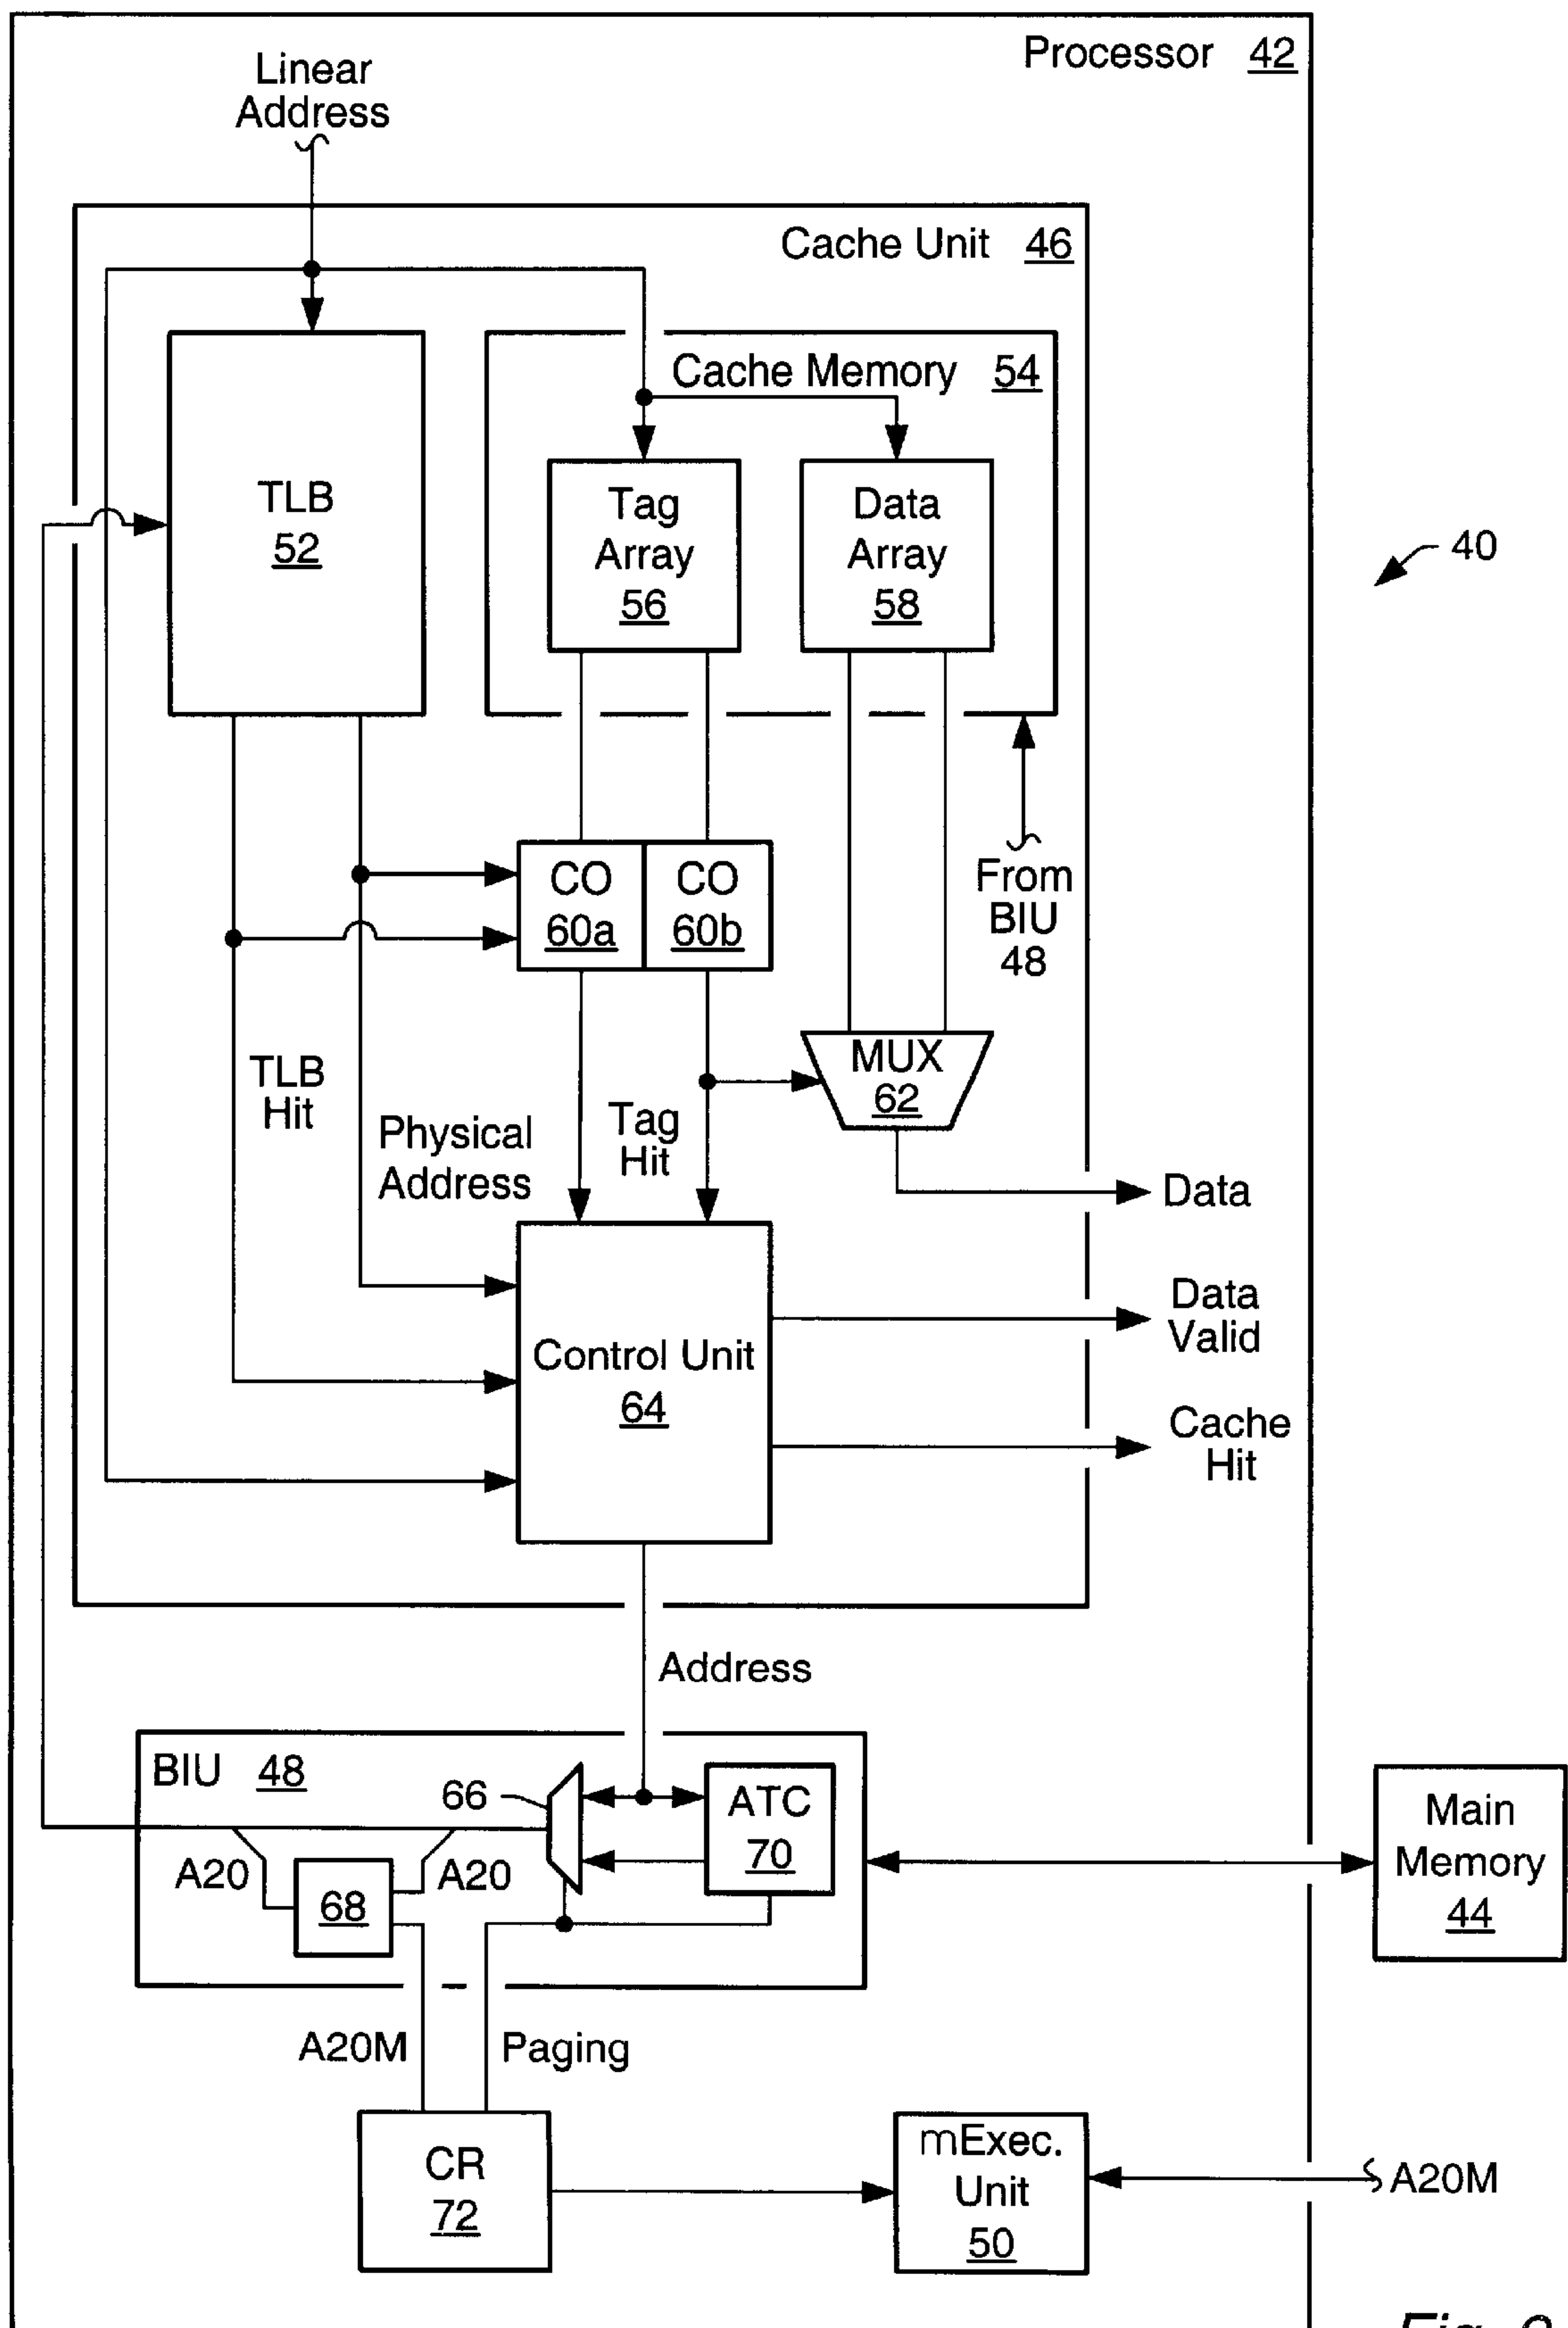 Processor 42
Linear
Address
Cache Unit 46
Cache Memory 54
TLB
52
Tag
Array
56
Data
Array
58
40
CO
60a
CO
60b
From
BIU
48
TLB
Hit
Physical
Address
Tag
Hit
MUX
62
Data
Data
Valid
Control Unit
64
Cache
Hit
Address
BIU 48
66
ATC
70
A20
68
A20
Main
Memory
44
A20M
Paging
CR
72
mExec.
Unit
50
A20M